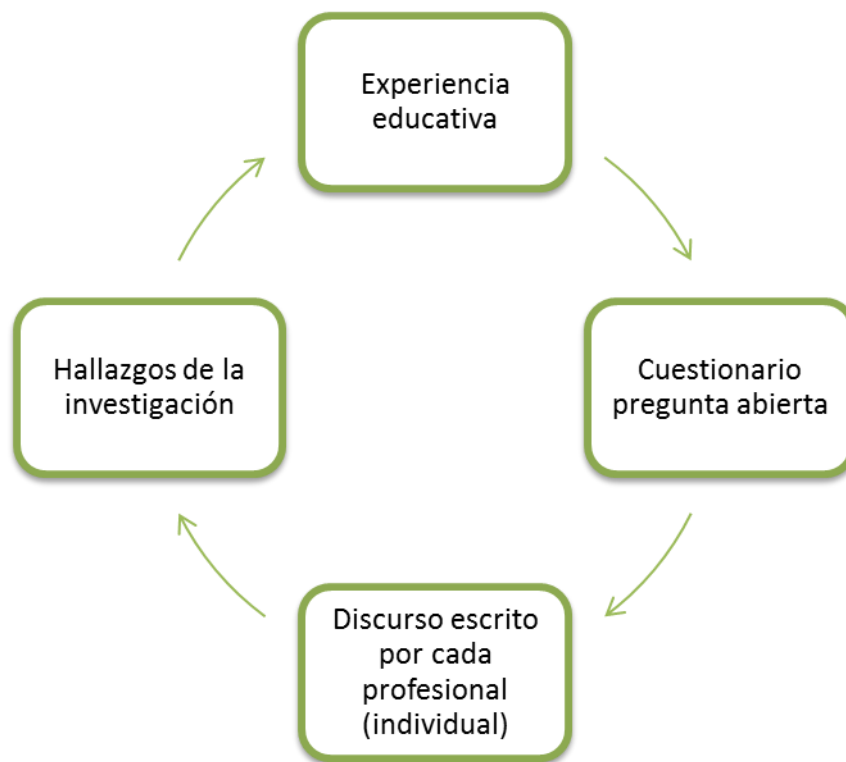 Experiencia
educativa
Cuestionario
pregunta abierta
Discurso escrito
por cada
profesional
(individual)
Hallazgos de la
investigación